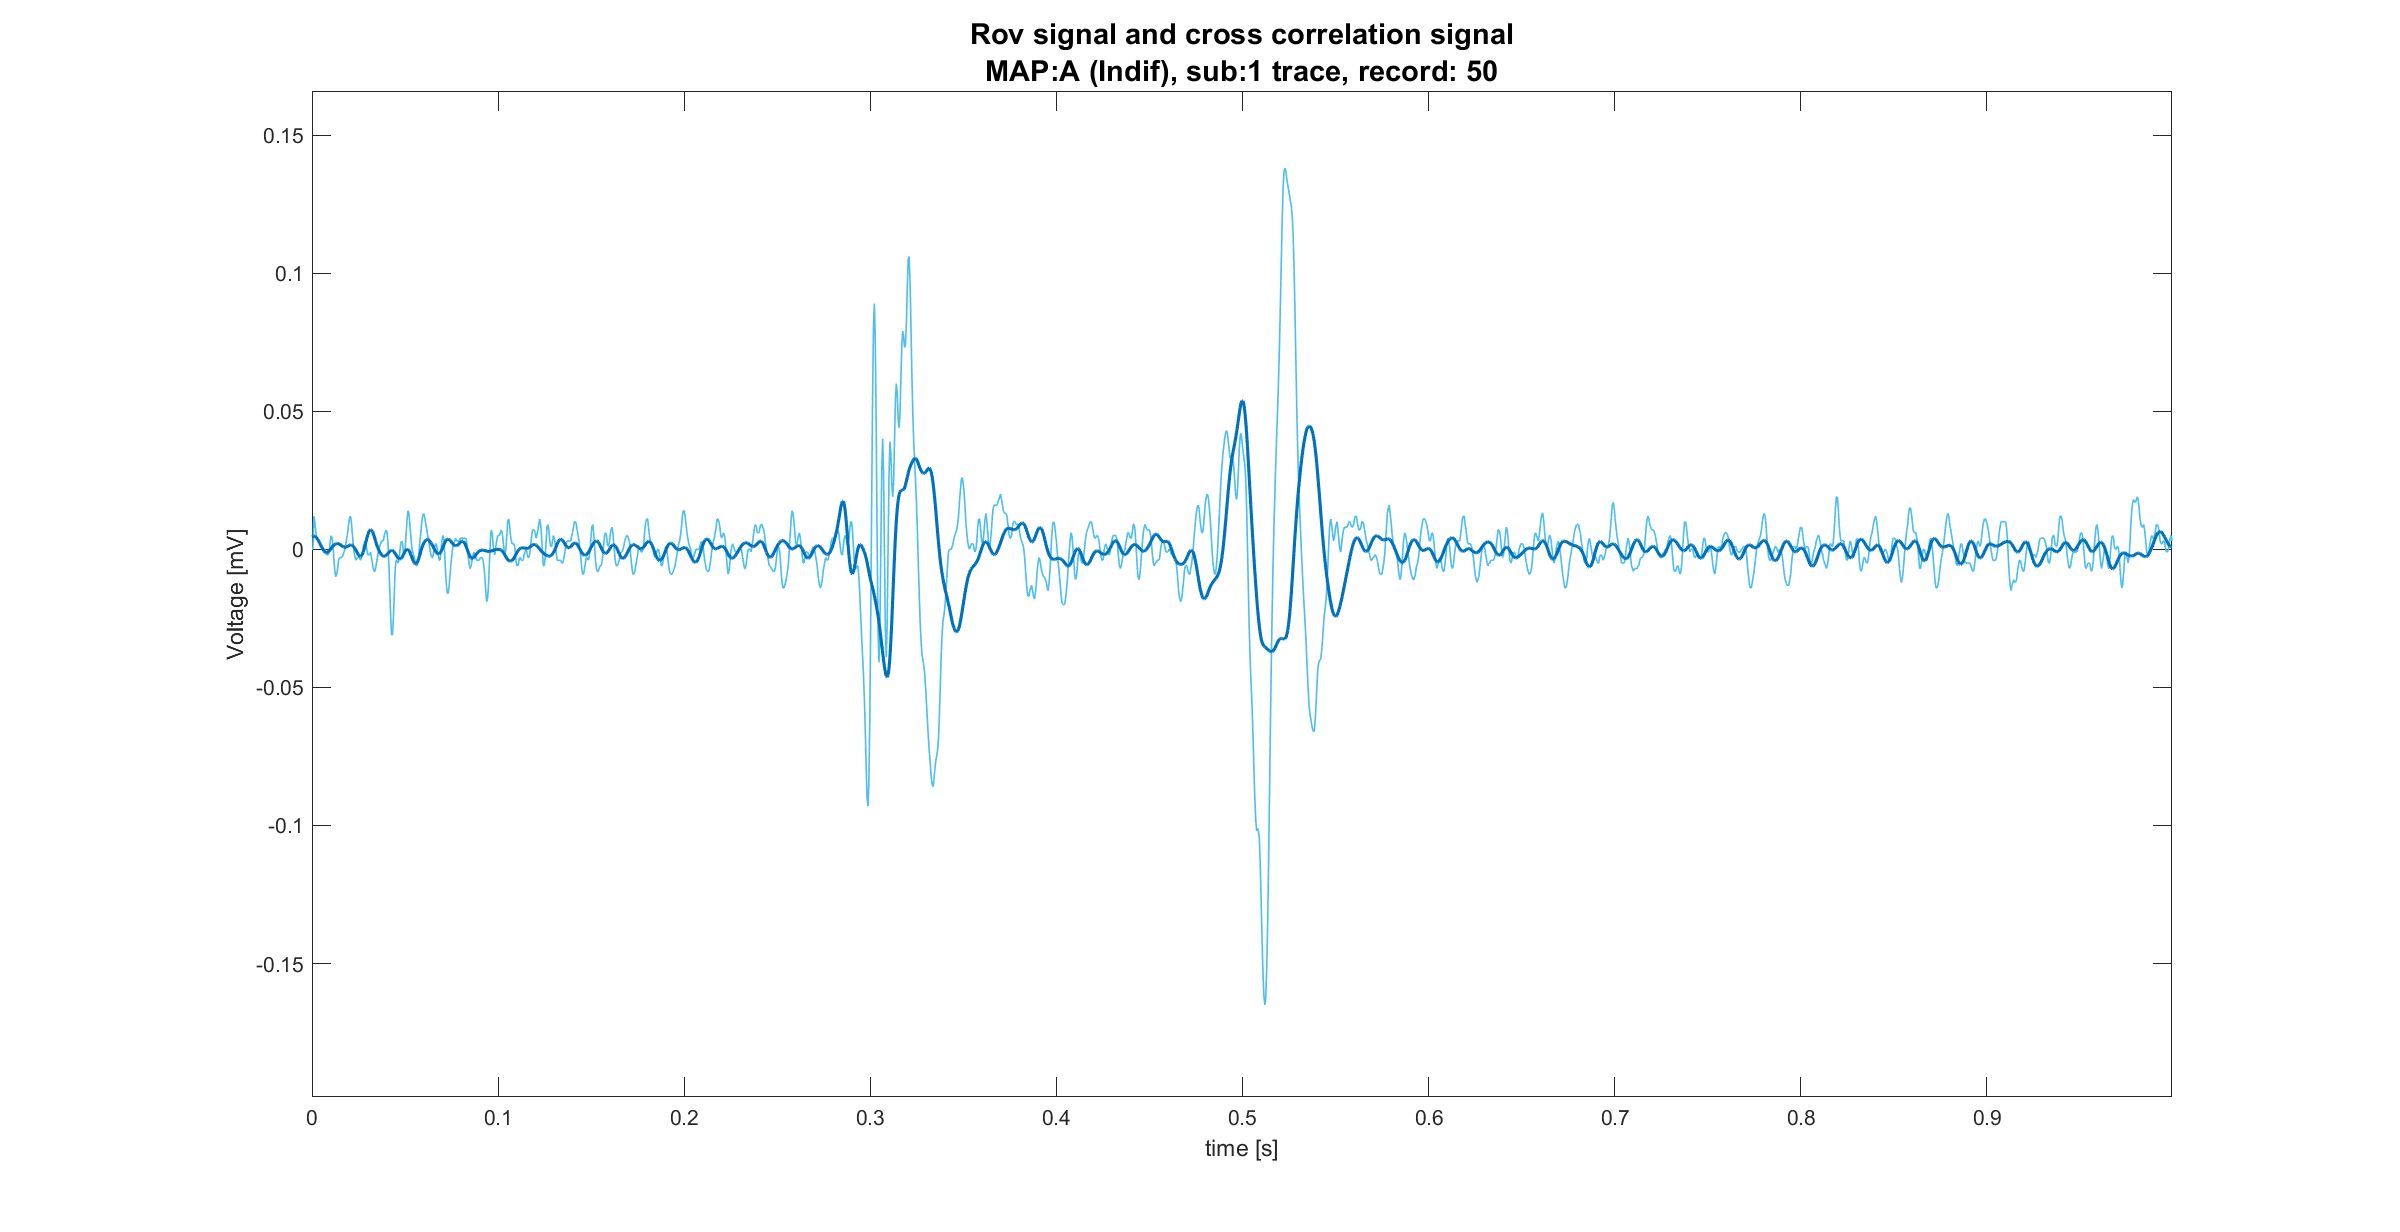 Rov signal and cross correlation signal
MAP:A (Indif), sub:1 trace, record: 50
0.15
0.1
0.05
0
-0.05
-0.1
-0.15
Voltage [mV]
0 0.1 0.2 0.3 0.4 0.5 0.6 0.7 0.8 0.9
time [s]